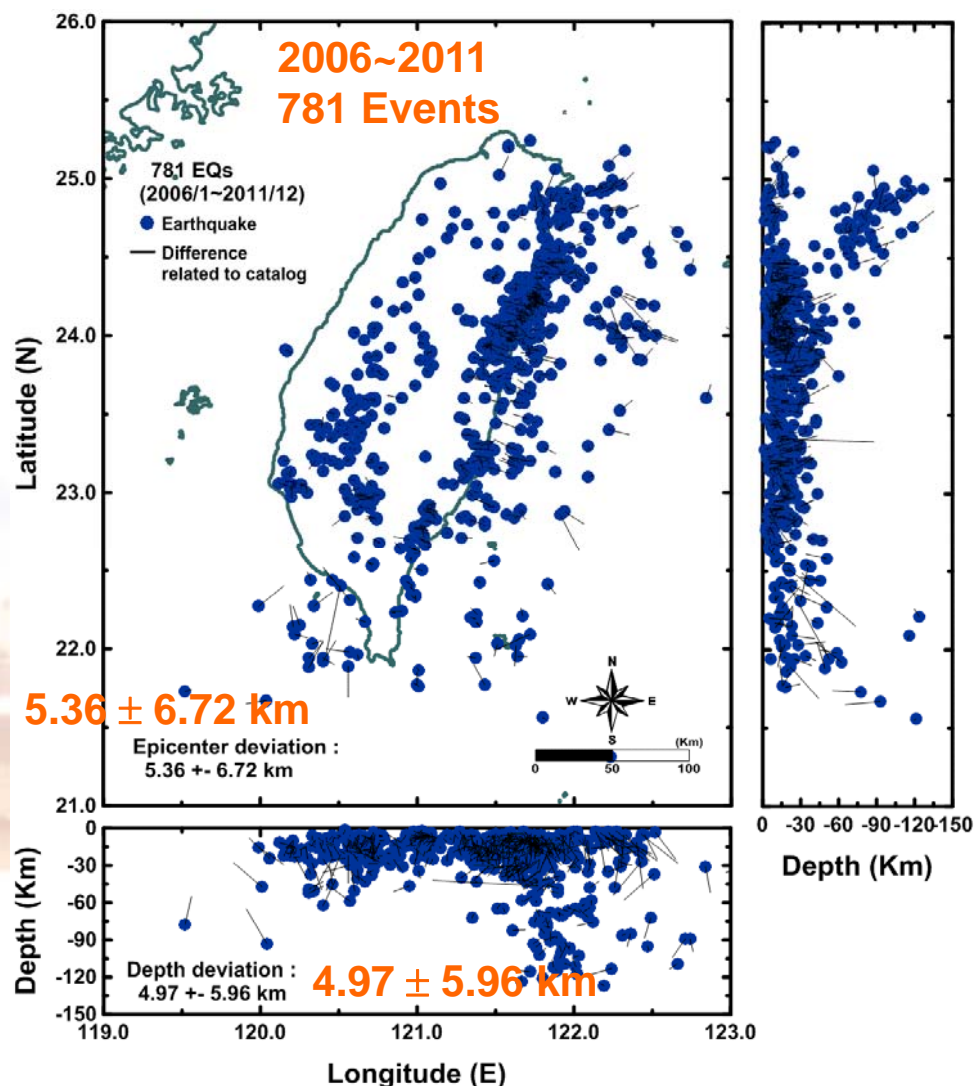 26.0
2006~2011
781 Events
25.0
781 EQs
(2006/1~2011/12)
Earthquake
Difference
related to catalog
24.0
Latitude (N)
23.0
22.0
N
W E
S
5.36 ± 6.72 km
Epicenter deviation :
5.36 +- 6.72 km
(Km)
0 50 100
21.0
0 -30 -60 -90 -120 -150
Depth (Km)
0
-30
-60
-90
-120
-150
Depth (Km)
Depth deviation :
4.97 +- 5.96 km
4.97 ± 5.96 km
119.0 120.0 121.0 122.0 123.0
Longitude (E)